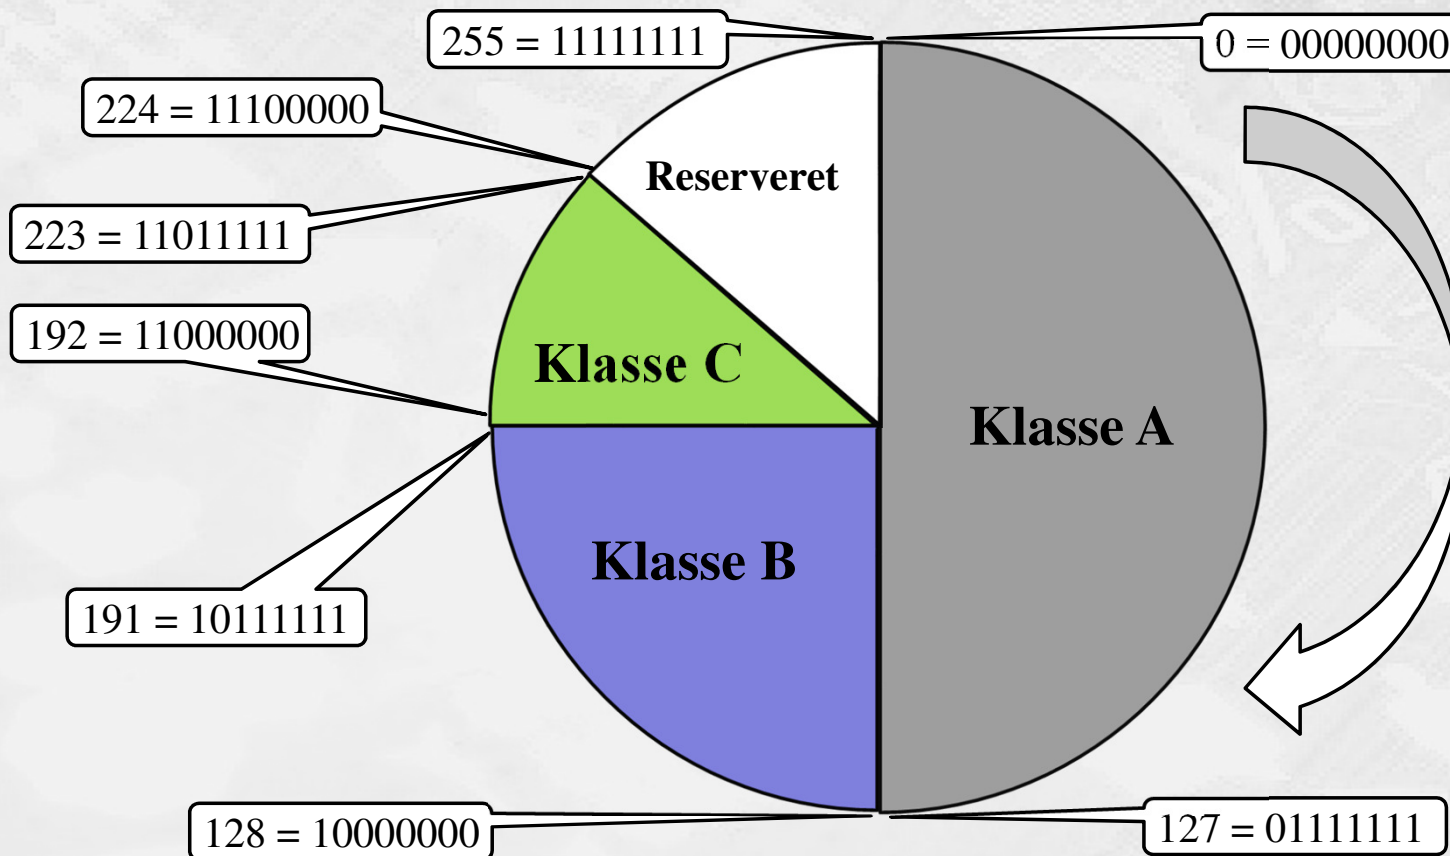 255 = 11111111
0 = 00000000
224 = 11100000
Reserveret
223 = 11011111
192 = 11000000
Klasse C
Klasse A
Klasse B
191 = 10111111
128 = 10000000
127 = 01111111